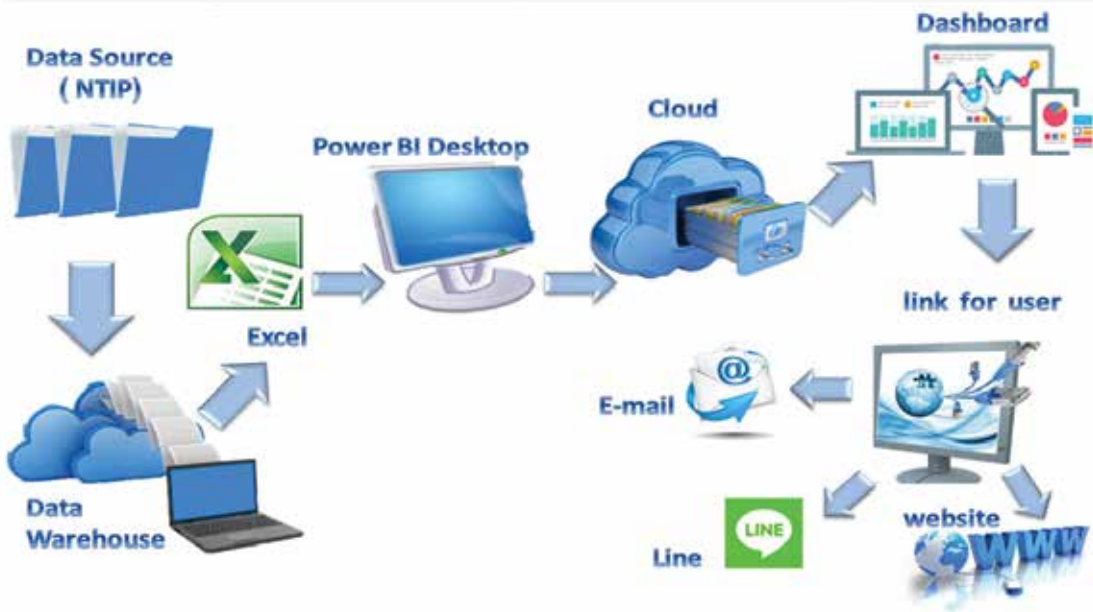 Data Source
( NTIP)
Data
Warehouse
Excel
Power BI Desktop
Cloud
Dashboard
link for user
@
E-mail
LINE
Line
website
WWW